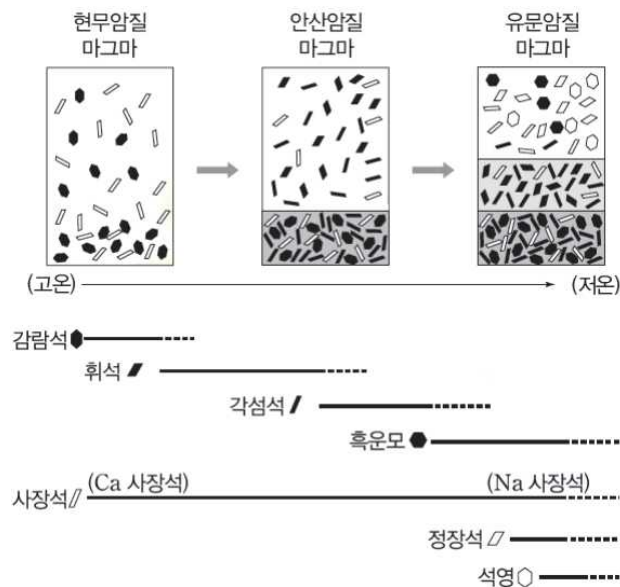 현무암질
마그마
안산암질
마그마
유문암질
마그마
(고온)
(저온)
감람석
휘석
각섬석
흑운모
사장석
(Ca 사장석)
(Na 사장석)
정장석
석영